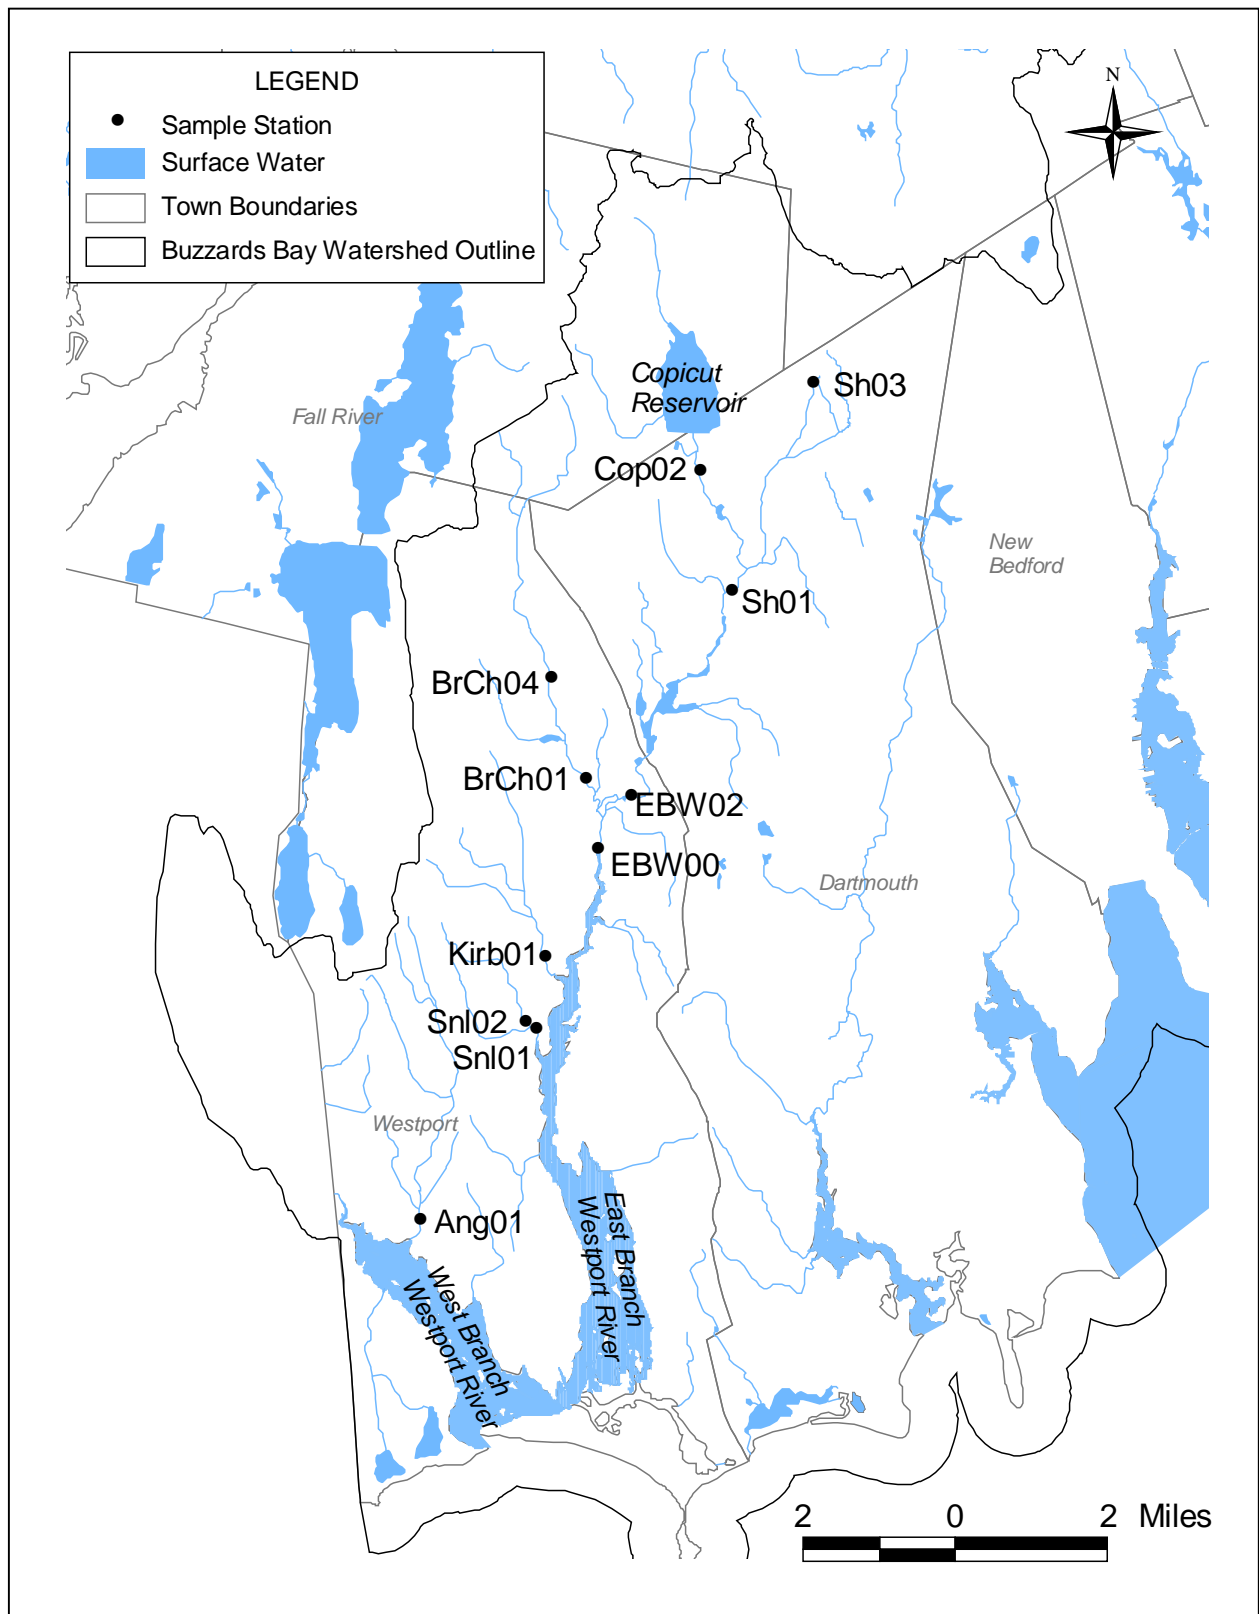 LEGEND
Sample Station
Surface Water
Town Boundaries
Buzzards Bay Watershed Outline
N
Copicut
Reservoir
Sh03
Fall River
Cop02
New
Bedford
Sh01
BrCh04
BrCh01
EBW02
EBW00
Dartmouth
Kirb01
Snl02
Snl01
Westport
Ang01
East Branch
Westport River
West Branch
Westport River
2 0 2 Miles